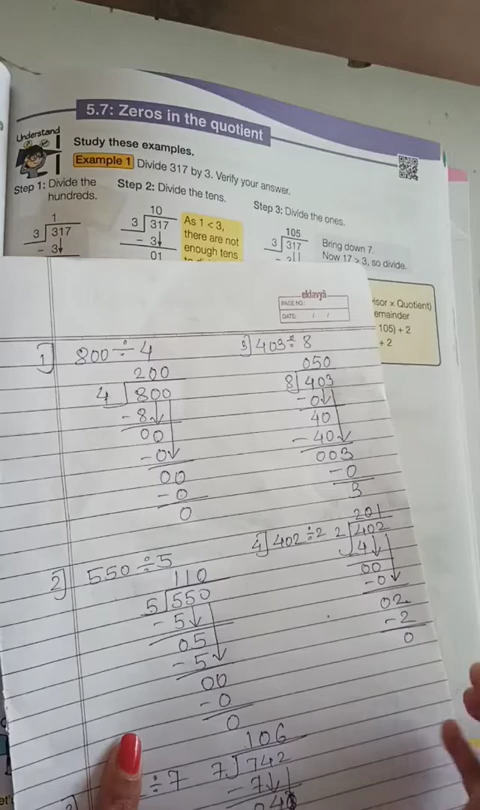 5.7: Zeros in the quotient
Understand
Study these examples.
Example 1 Divide 317 by 3. Verify your answer.
Step 1: Divide the hundreds.
1
3 317
- 3
Step 2: Divide the tens.
10
3 317
- 3
01
As 1 < 3,
there are not
enough tens
Step 3: Divide the ones.
105
3 317
- 3
Bring down 7.
Now 17 > 3, so divide.
x Quotient)
105) + 2
+ 2
eklavya
PAGE NO.:
DATE: / /
1] 800 ÷ 4
200
4 800
- 8
00
- 0
00
- 0
0
3] 403 ÷ 8
050
8 403
- 0
40
- 40
003
- 0
3
2] 550 ÷ 5
110
5 550
- 5
05
- 5
00
- 0
0
4] 402 ÷ 2
201
2 402
4
00
- 0
02
- 2
0
÷ 7
106
7 742
- 7